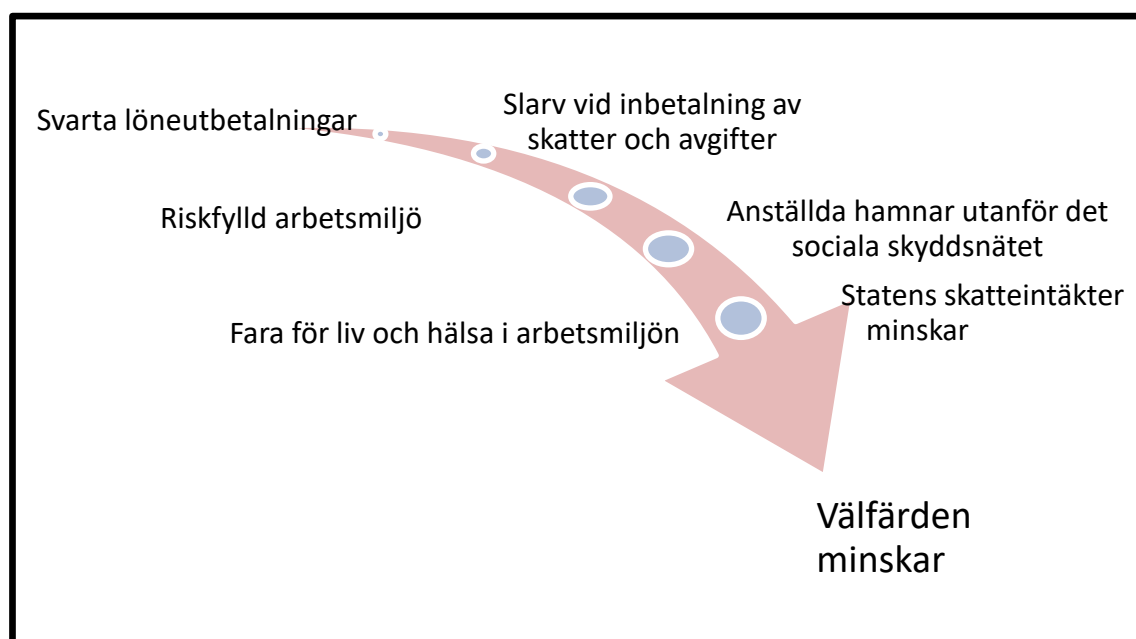 Svarta löneutbetalningar
Slarv vid inbetalning av
skatter och avgifter
Riskfylld arbetsmiljö
Anställda hamnar utanför det
sociala skyddsnätet
Fara för liv och hälsa i arbetsmiljön
Statens skatteintäkter
minskar
Välfärden
minskar